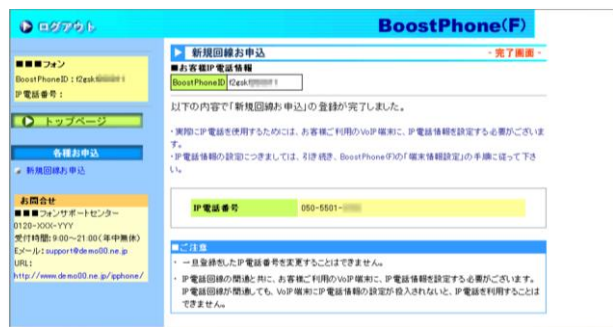 ログアウト
BoostPhone(F)
■■■フォン
BoostPhoneID:f2gsk
IP電話番号:
トップページ
各種お申込
新規回線お申込
お問合せ
■■■フォンサポートセンター
0120-XXX-YYY
受付時間:9:00~21:00(年中無休)
Eメール:support@demo00.ne.jp
URL:
http://www.demo00.ne.jp/ipphone/
新規回線お申込
- 完了画面 -
■お客様IP電話情報
BoostPhoneID f2gsk
以下の内容で「新規回線お申込」の登録が完了しました。
・実際にIP電話を使用するためには、お客様ご利用のVoIP端末に、IP電話情報を設定する必要がございま
す。
・IP電話情報の設定につきましては、引き続き、BoostPhone(F)の「端末情報設定」の手順に従って下さ
い。
IP電話番号 050-5501-
■ご注意
・ 一旦登録をしたIP電話番号を変更することはできません。
・ IP電話回線の開通と共に、お客様ご利用のVoIP端末に、IP電話情報を設定する必要がございます。
IP電話回線が開通しても、VoIP端末にIP電話情報の設定が投入されないと、IP電話を利用することは
できません。